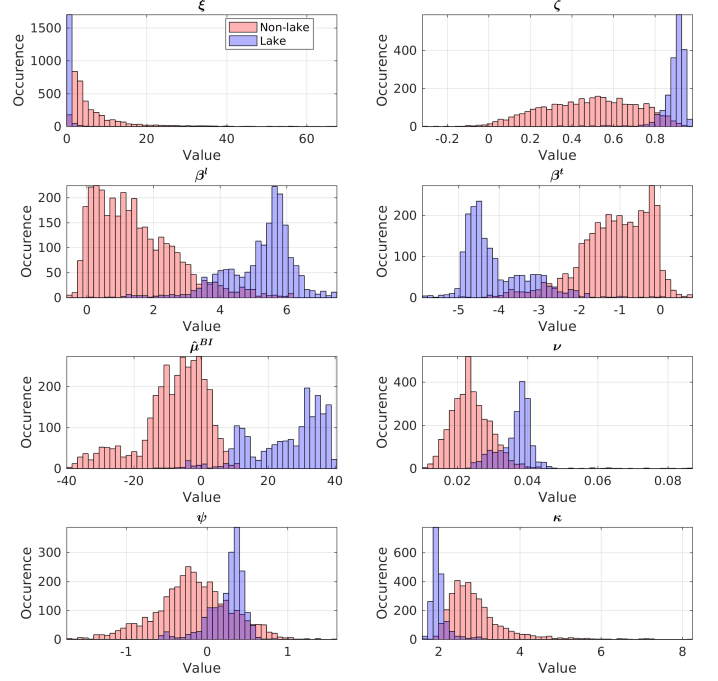 ξ
Occurence
1500
1000
500
0
Non-lake
Lake
0 20 40 60
Value
ζ
Occurence
400
200
0
-0.2 0 0.2 0.4 0.6 0.8
Value
βˡ
Occurence
200
150
100
50
0
0 2 4 6
Value
βᵗ
Occurence
200
100
0
-5 -4 -3 -2 -1 0
Value
μ̂ᴮᴵ
Occurence
200
100
0
-40 -20 0 20 40
Value
ν
Occurence
400
200
0
0.02 0.04 0.06 0.08
Value
ψ
Occurence
300
200
100
0
-1 0 1
Value
κ
Occurence
600
400
200
0
2 4 6 8
Value